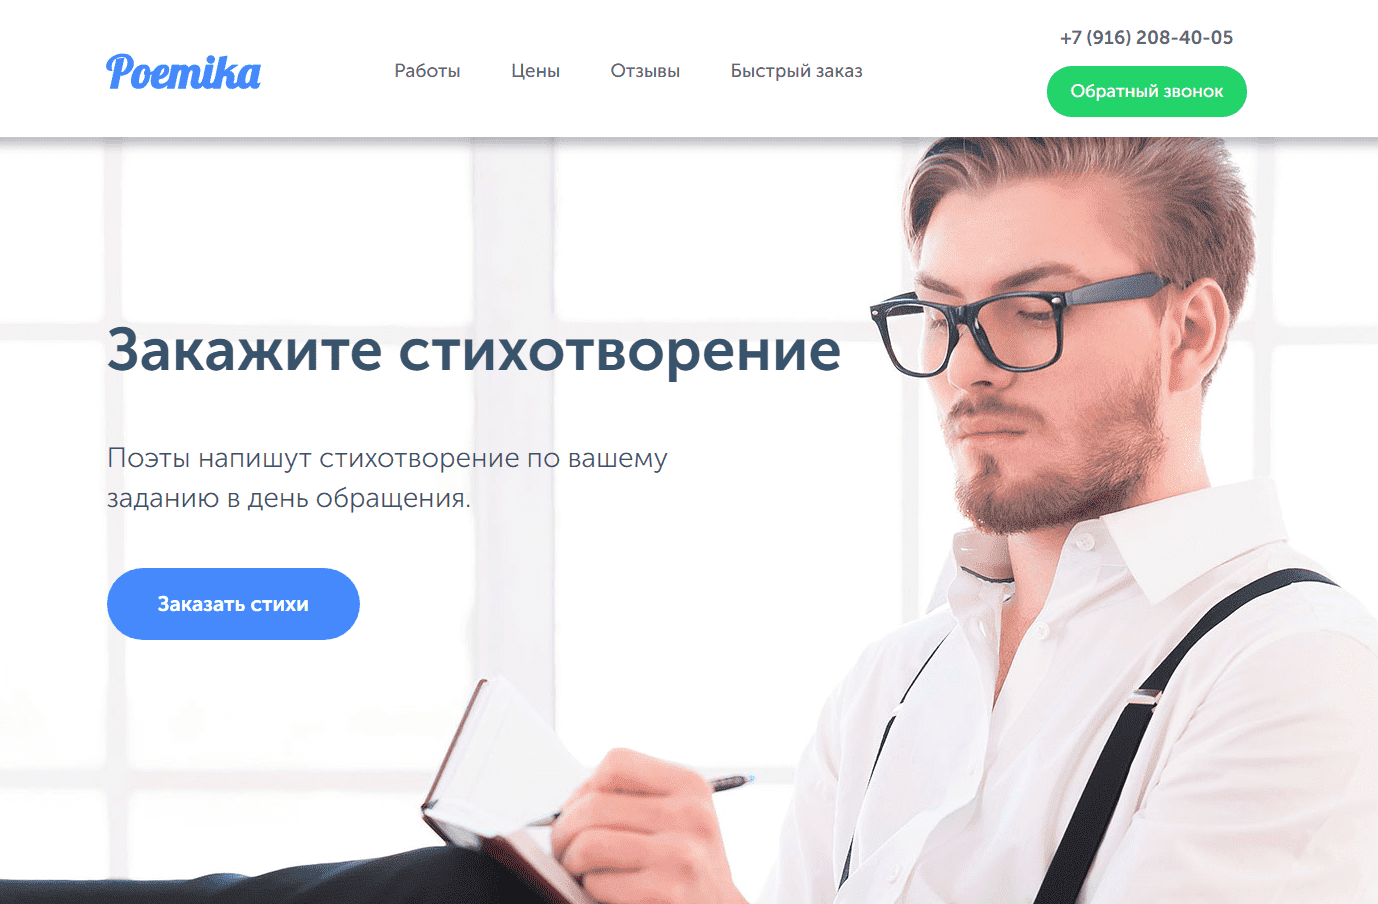 Poemika
Работы
Цены
Отзывы
Быстрый заказ
+7 (916) 208-40-05
Обратный звонок
Закажите стихотворение
Поэты напишут стихотворение по вашему
заданию в день обращения.
Заказать стихи